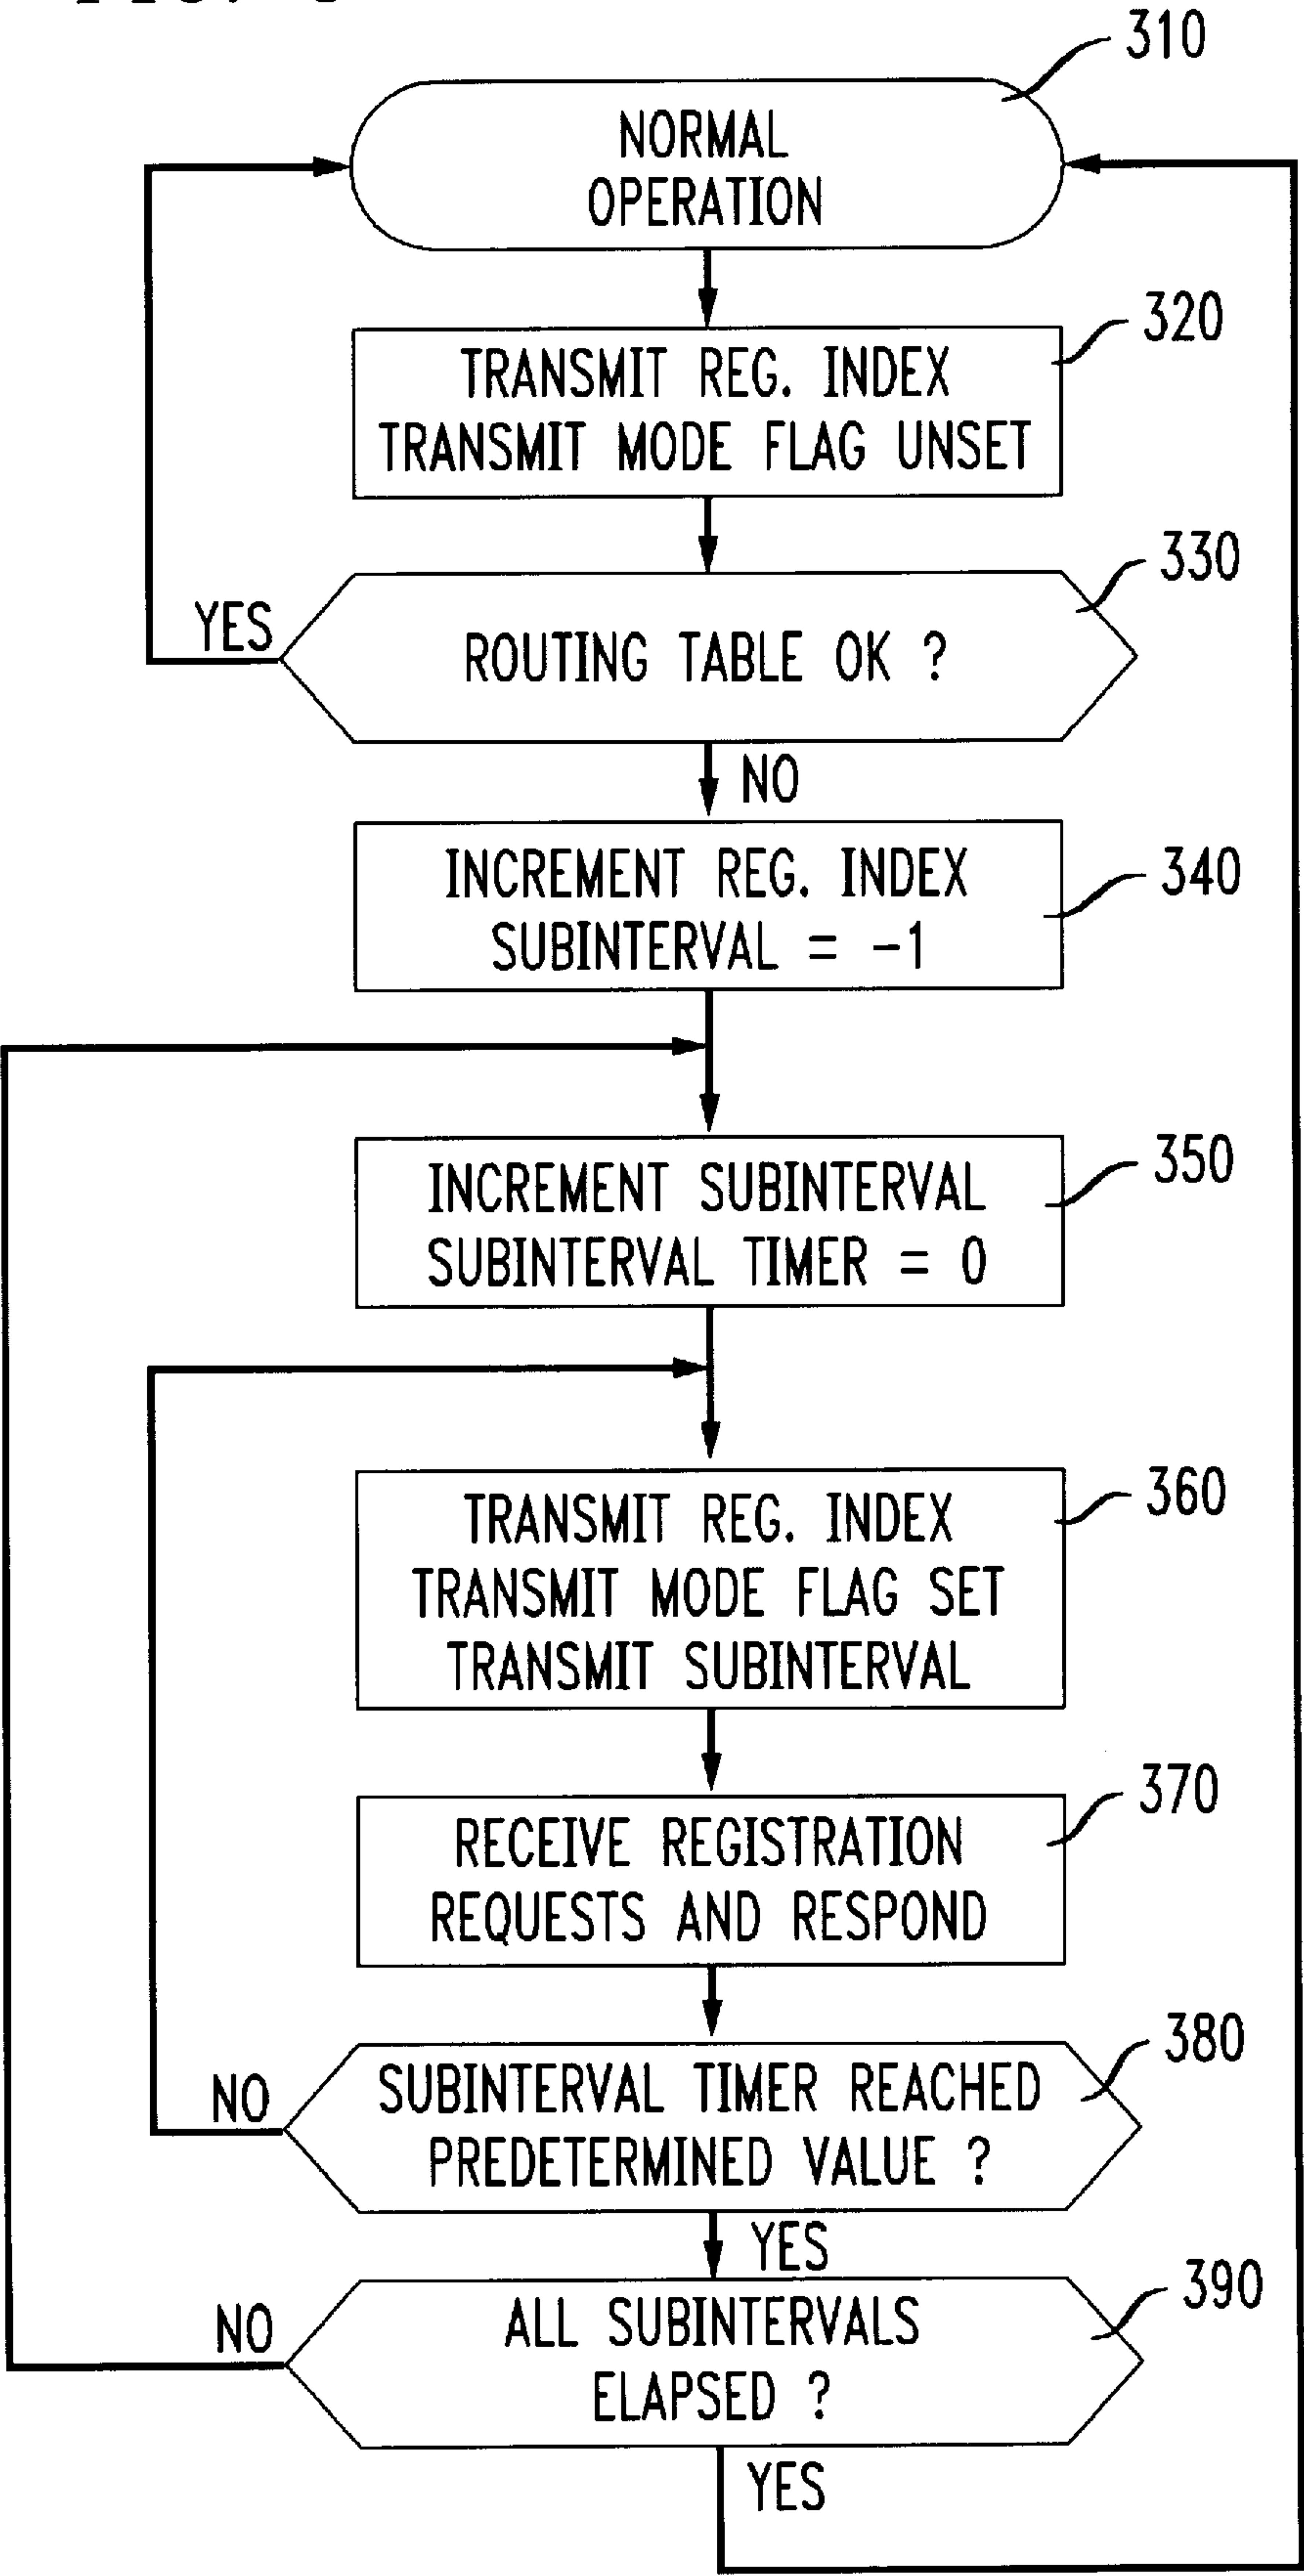 310
NORMAL
OPERATION
320
TRANSMIT REG. INDEX
TRANSMIT MODE FLAG UNSET
330
YES
ROUTING TABLE OK ?
NO
340
INCREMENT REG. INDEX
SUBINTERVAL = -1
350
INCREMENT SUBINTERVAL
SUBINTERVAL TIMER = 0
360
TRANSMIT REG. INDEX
TRANSMIT MODE FLAG SET
TRANSMIT SUBINTERVAL
370
RECEIVE REGISTRATION
REQUESTS AND RESPOND
380
NO
SUBINTERVAL TIMER REACHED
PREDETERMINED VALUE ?
YES
390
NO
ALL SUBINTERVALS
ELAPSED ?
YES